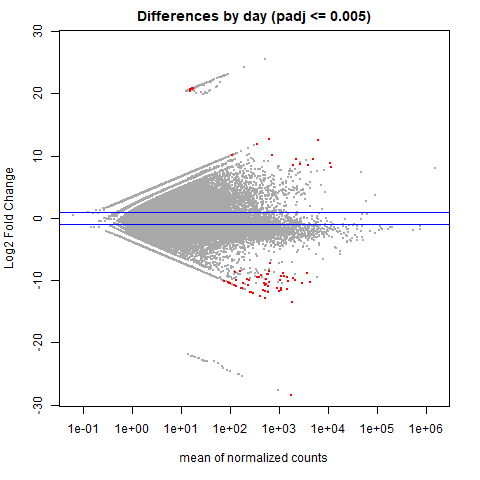 Differences by day (padj <= 0.005)
Log2 Fold Change
30
20
10
0
-10
-20
-30
1e-01 1e+00 1e+01 1e+02 1e+03 1e+04 1e+05 1e+06
mean of normalized counts